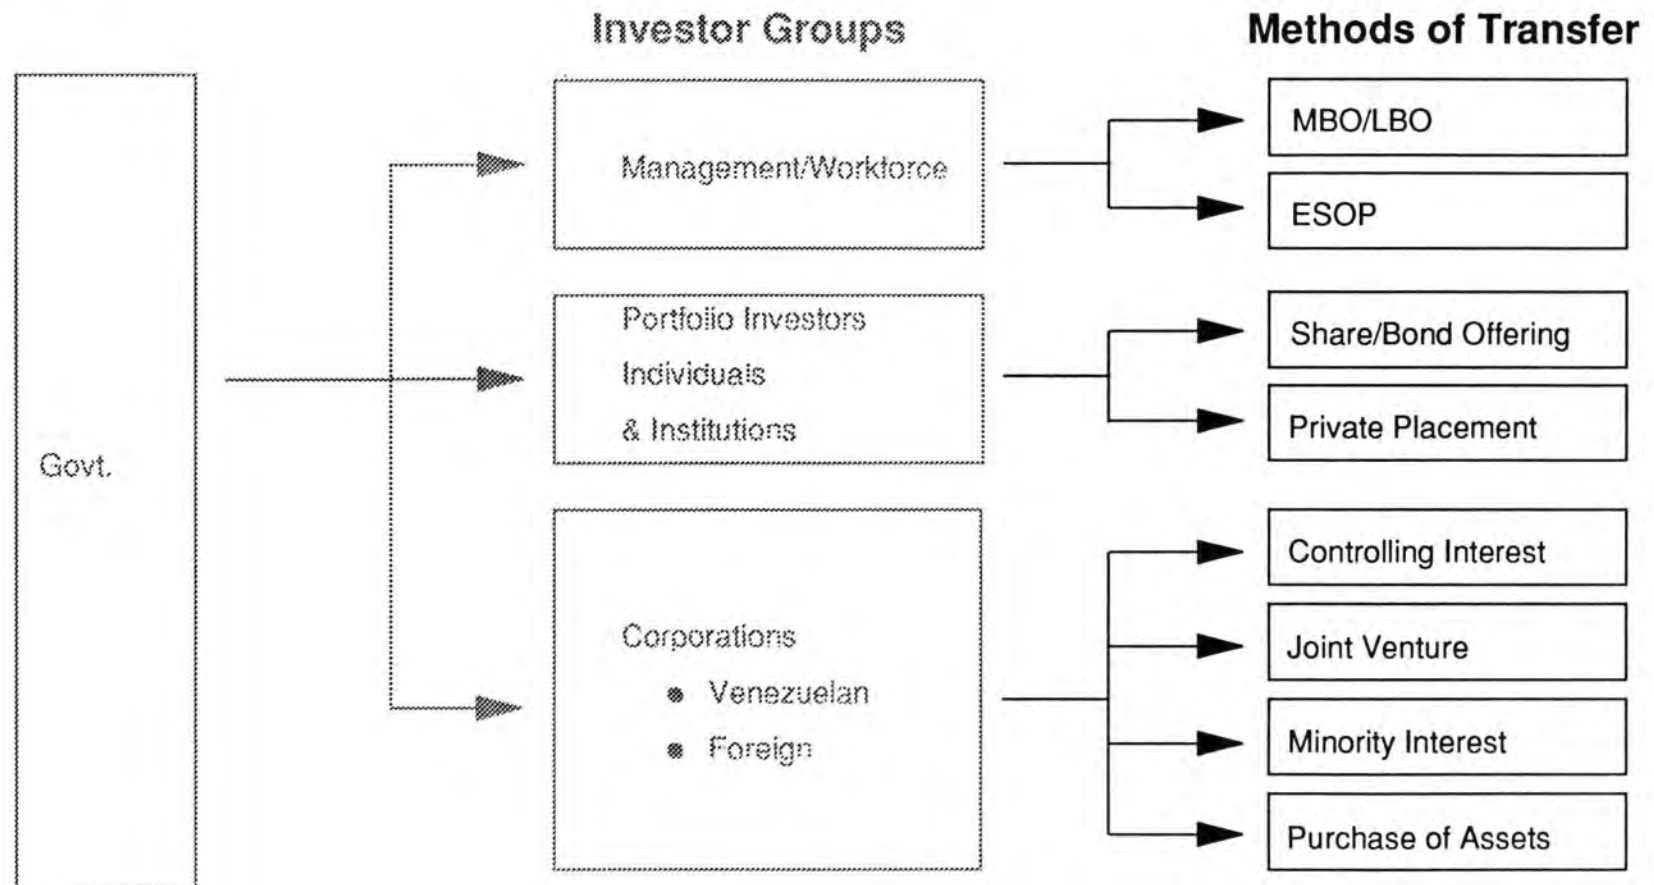 Investor Groups
Methods of Transfer
Govt.
Management/Workforce
MBO/LBO
ESOP
Portfolio Investors
Individuals
& Institutions
Share/Bond Offering
Private Placement
Corporations
● Venezuelan
● Foreign
Controlling Interest
Joint Venture
Minority Interest
Purchase of Assets